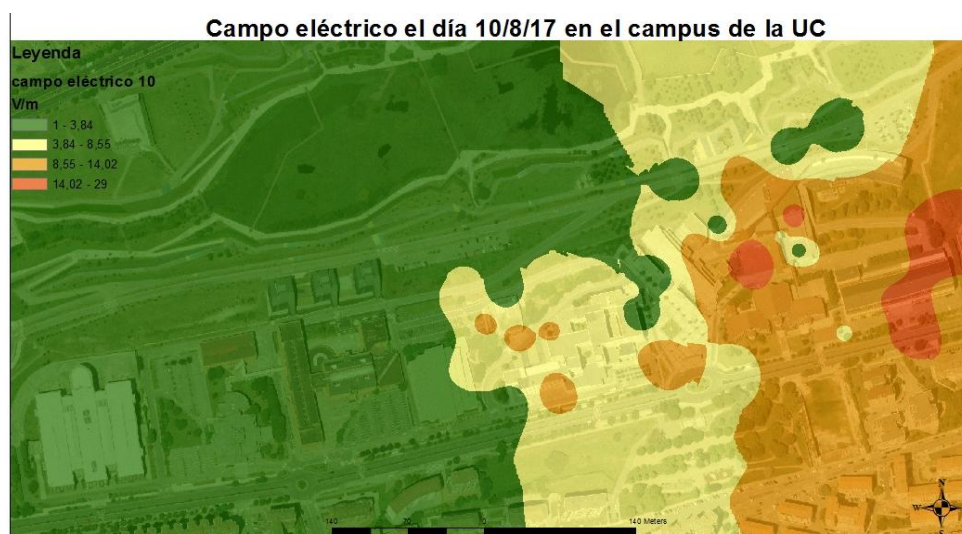 Campo eléctrico el día 10/8/17 en el campus de la UC
Leyenda
campo eléctrico 10
V/m
1 - 3,84
3,84 - 8,55
8,55 - 14,02
14,02 - 29
140 70 0 140 Meters
N
W E
S